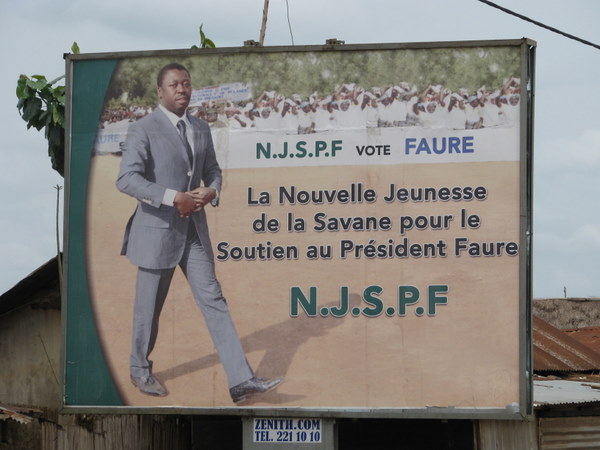 N.J.S.P.F VOTE FAURE
La Nouvelle Jeunesse
de la Savane pour le
Soutien au Président Faure
N.J.S.P.F
ZENITH.COM
TEL. 221 10 10